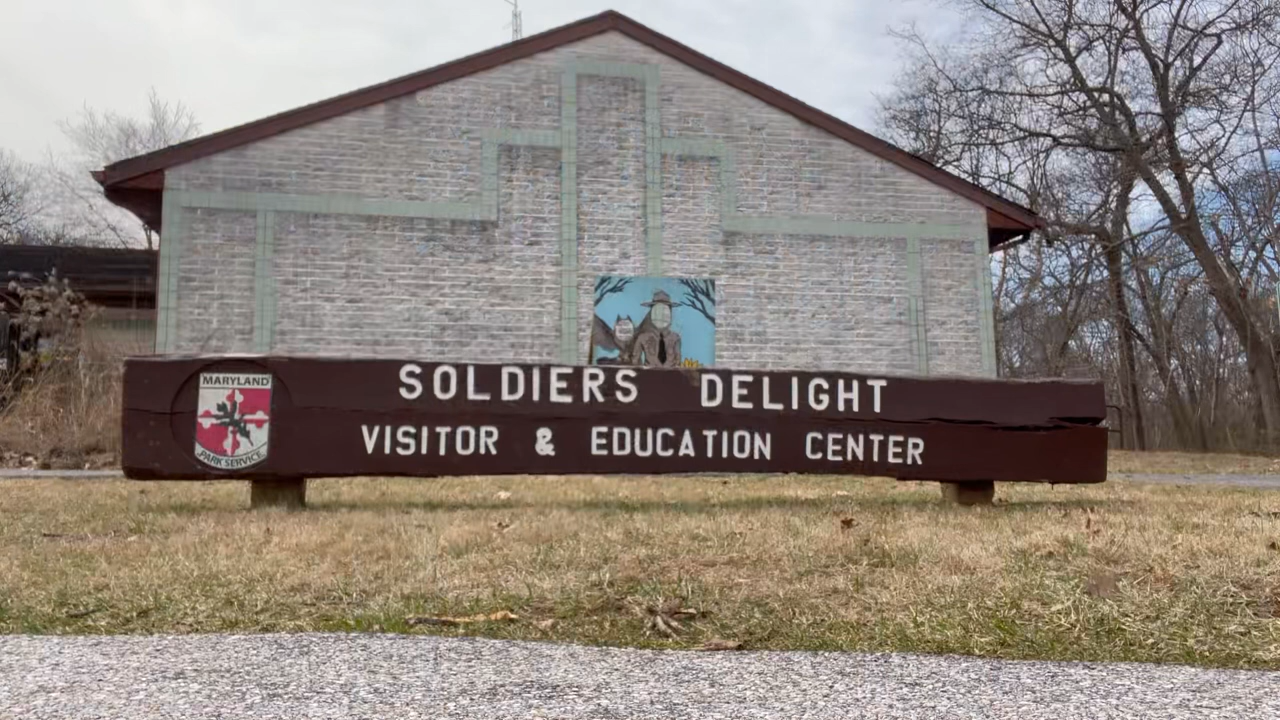 SOLDIERS DELIGHT
VISITOR & EDUCATION CENTER
MARYLAND
PARK SERVICE